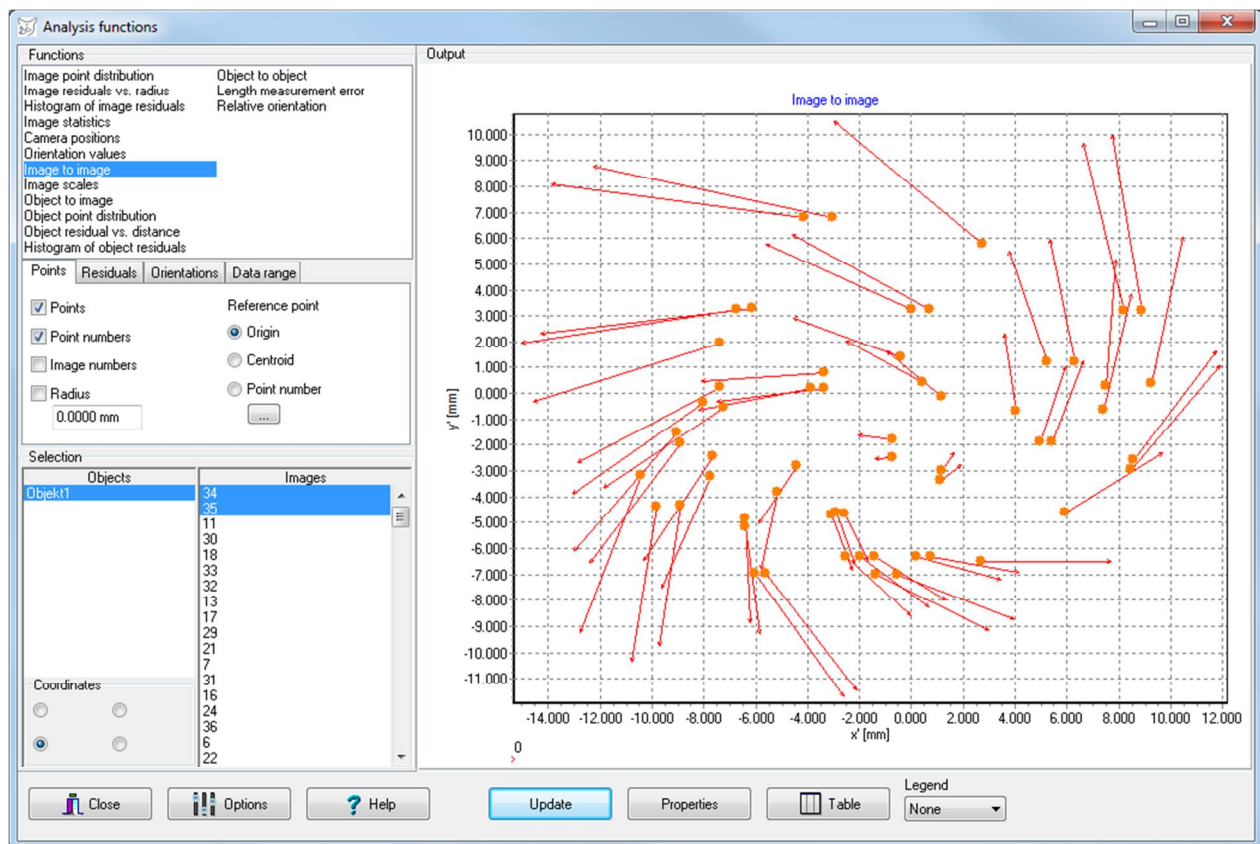 Analysis functions
Functions
Image point distribution
Image residuals vs. radius
Histogram of image residuals
Image statistics
Camera positions
Orientation values
Image to image
Image scales
Object to image
Object point distribution
Object residual vs. distance
Histogram of object residuals
Object to object
Length measurement error
Relative orientation
Points Residuals Orientations Data range
Points
Point numbers
Image numbers
Radius
0.0000 mm
Reference point
Origin
Centroid
Point number
...
Selection
Objects
Objekt1
Images
34
35
11
30
18
33
32
13
17
29
21
7
31
16
24
36
6
22
Coordinates
Output
Image to image
10.000
9.000
8.000
7.000
6.000
5.000
4.000
3.000
2.000
1.000
0.000
-1.000
-2.000
-3.000
-4.000
-5.000
-6.000
-7.000
-8.000
-9.000
-10.000
-11.000
y' [mm]
-14.000 -12.000 -10.000 -8.000 -6.000 -4.000 -2.000 0.000 2.000 4.000 6.000 8.000 10.000 12.000
x' [mm]
0
Close Options Help Update Properties Table
Legend
None